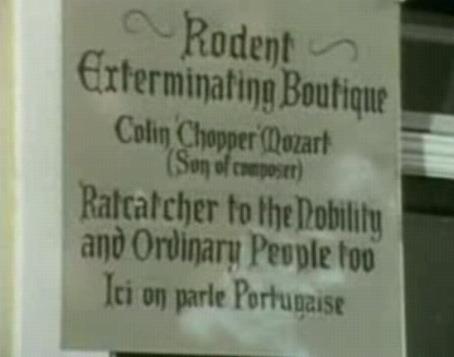 Rodent
Exterminating Boutique
Colin 'Chopper' Mozart
(Son of composer)
Ratcatcher to the Nobility
and Ordinary People too
Ici on parle Portugaise